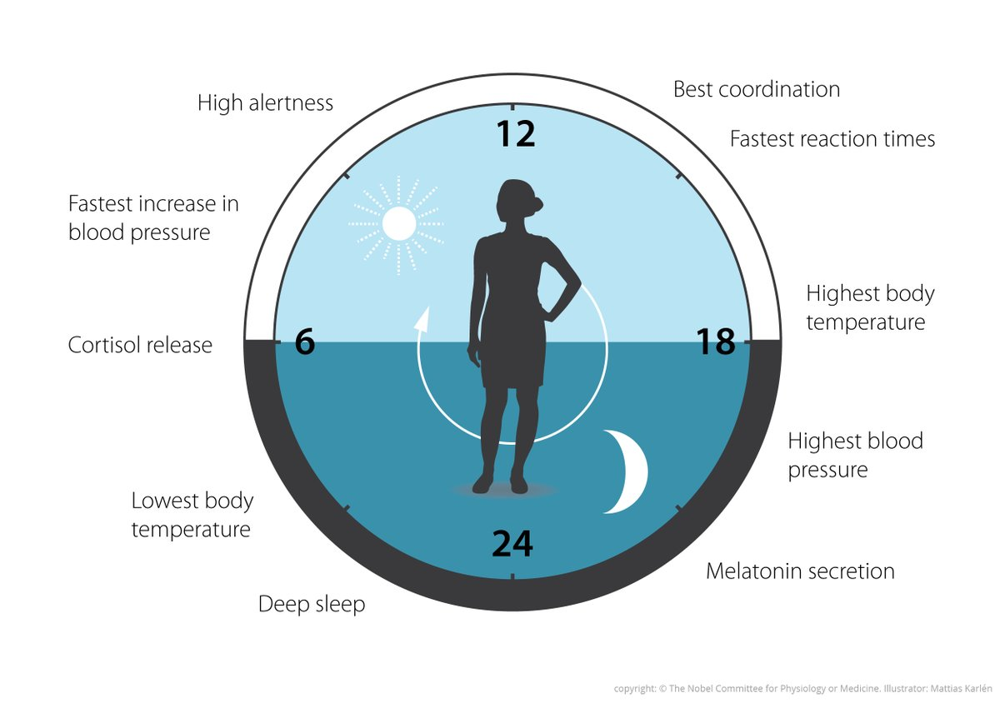 Best coordination
High alertness
12
Fastest reaction times
Fastest increase in
blood pressure
Highest body
temperature
Cortisol release
6
18
Highest blood
pressure
Lowest body
temperature
24
Melatonin secretion
Deep sleep
copyright: © The Nobel Committee for Physiology or Medicine. Illustrator: Mattias Karlén